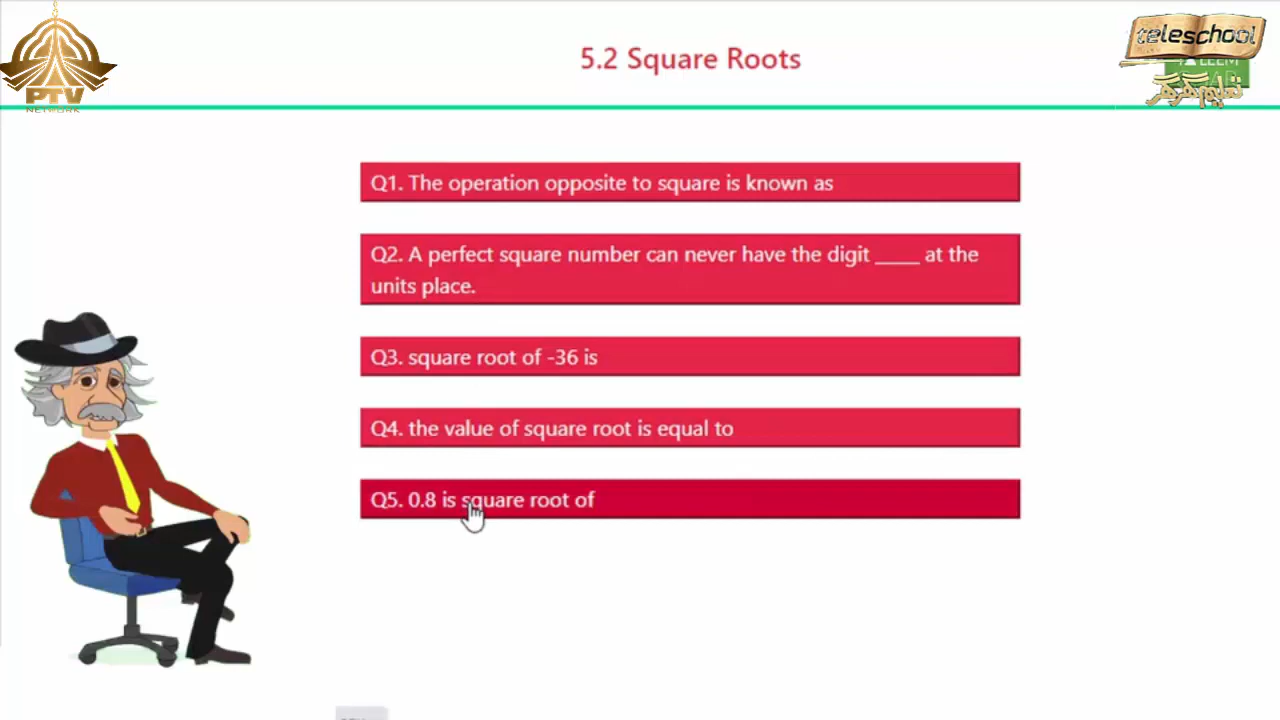 PTV
NETWORK
5.2 Square Roots
teleschool
Q1. The operation opposite to square is known as
Q2. A perfect square number can never have the digit _____ at the
units place.
Q3. square root of -36 is
Q4. the value of square root is equal to
Q5. 0.8 is square root of